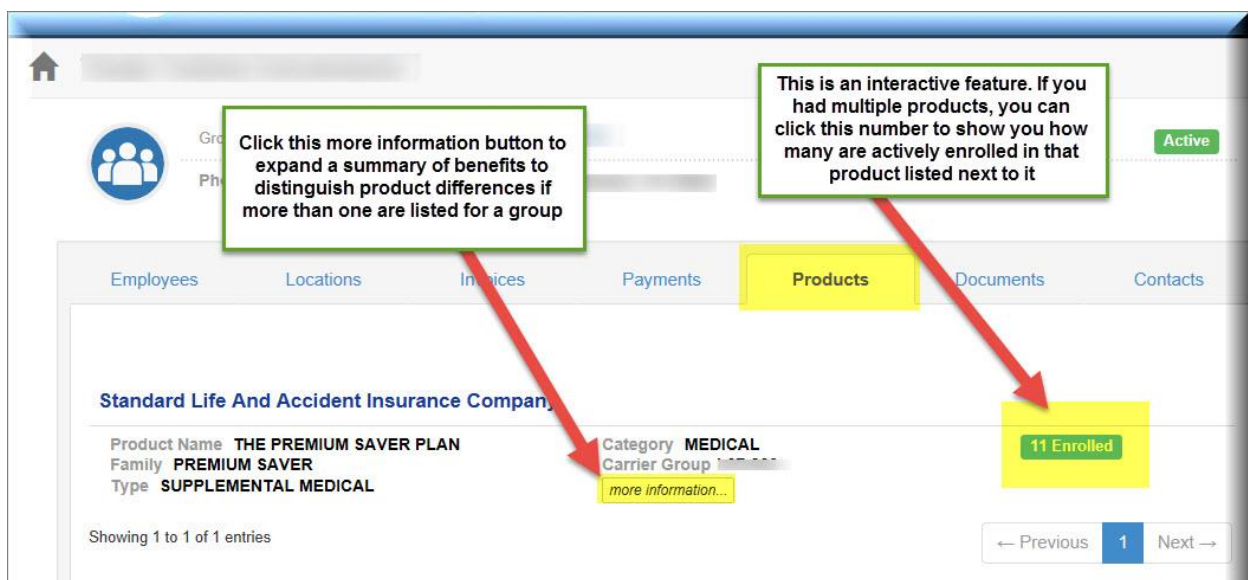 This is an interactive feature. If you
had multiple products, you can
click this number to show you how
many are actively enrolled in that
product listed next to it
Click this more information button to
expand a summary of benefits to
distinguish product differences if
more than one are listed for a group
Active
Employees Locations Invoices Payments Products Documents Contacts
Standard Life And Accident Insurance Company
Product Name THE PREMIUM SAVER PLAN Category MEDICAL 11 Enrolled
Family PREMIUM SAVER Carrier Group
Type SUPPLEMENTAL MEDICAL more information...
Showing 1 to 1 of 1 entries ← Previous 1 Next →